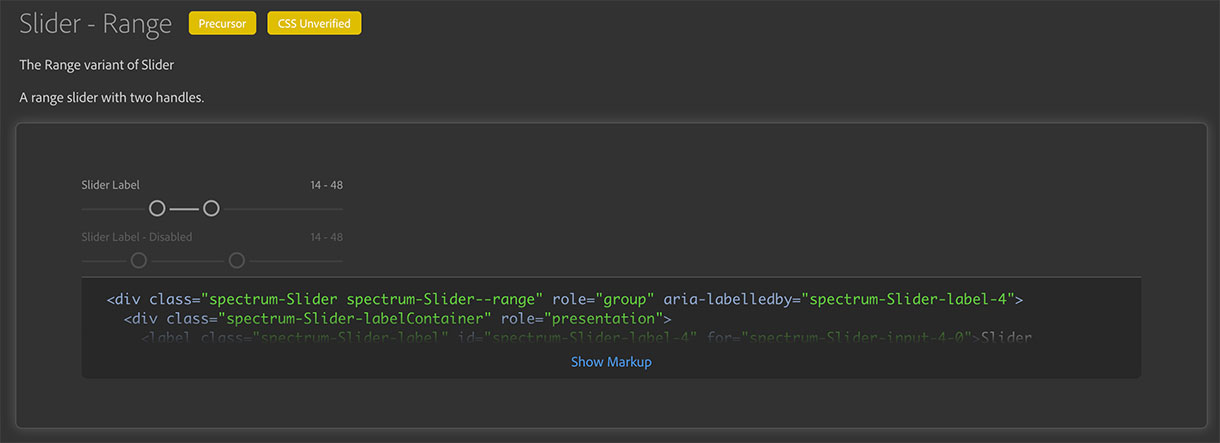 Slider - Range Precursor CSS Unverified
The Range variant of Slider
A range slider with two handles.
Slider Label 14 - 48
Slider Label - Disabled 14 - 48
<div class="spectrum-Slider spectrum-Slider--range" role="group" aria-labelledby="spectrum-Slider-label-4">
<div class="spectrum-Slider-labelContainer" role="presentation">
<label class="spectrum-Slider-label" id="spectrum-Slider-label-4" for="spectrum-Slider-input-4-0">Slider
Show Markup